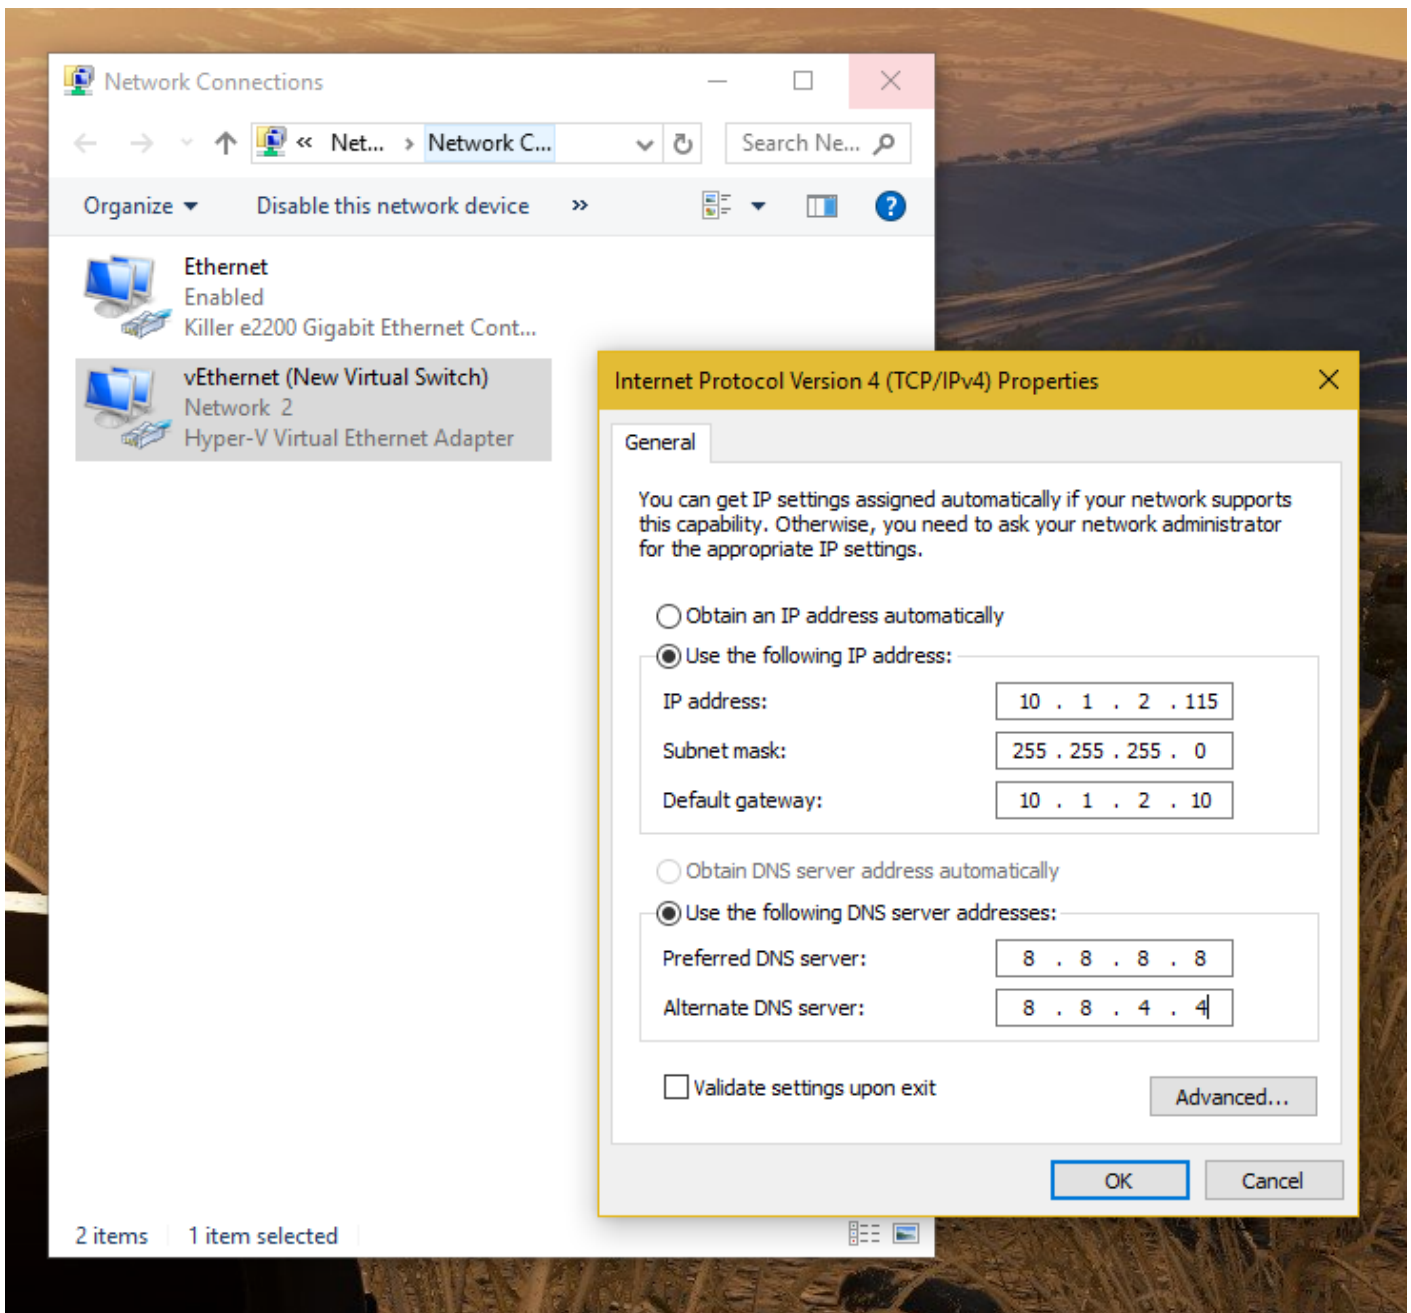 Network Connections
« Net... > Network C...
Search Ne...
Organize
Disable this network device
»
Ethernet
Enabled
Killer e2200 Gigabit Ethernet Cont...
vEthernet (New Virtual Switch)
Network 2
Hyper-V Virtual Ethernet Adapter
2 items
1 item selected
Internet Protocol Version 4 (TCP/IPv4) Properties
General
You can get IP settings assigned automatically if your network supports
this capability. Otherwise, you need to ask your network administrator
for the appropriate IP settings.
Obtain an IP address automatically
Use the following IP address:
IP address: 10 . 1 . 2 . 115
Subnet mask: 255 . 255 . 255 . 0
Default gateway: 10 . 1 . 2 . 10
Obtain DNS server address automatically
Use the following DNS server addresses:
Preferred DNS server: 8 . 8 . 8 . 8
Alternate DNS server: 8 . 8 . 4 . 4
Validate settings upon exit
Advanced...
OK
Cancel